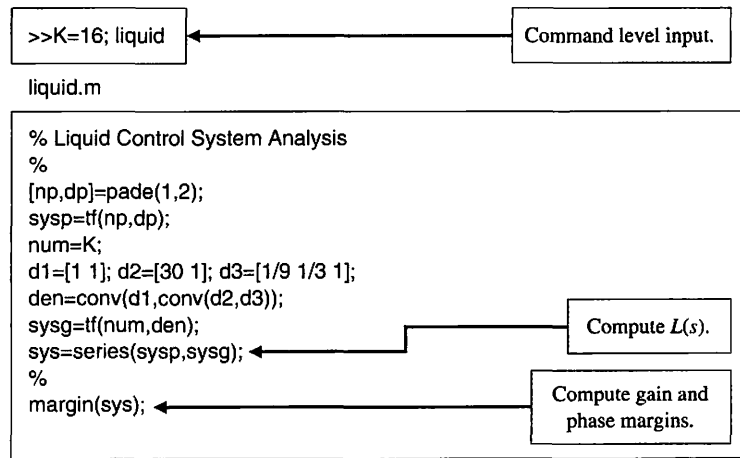 >>K=16; liquid
Command level input.
liquid.m
% Liquid Control System Analysis
%
[np,dp]=pade(1,2);
sysp=tf(np,dp);
num=K;
d1=[1 1]; d2=[30 1]; d3=[1/9 1/3 1];
den=conv(d1,conv(d2,d3));
sysg=tf(num,den);
Compute L(s).
sys=series(sysp,sysg);
%
margin(sys);
Compute gain and
phase margins.